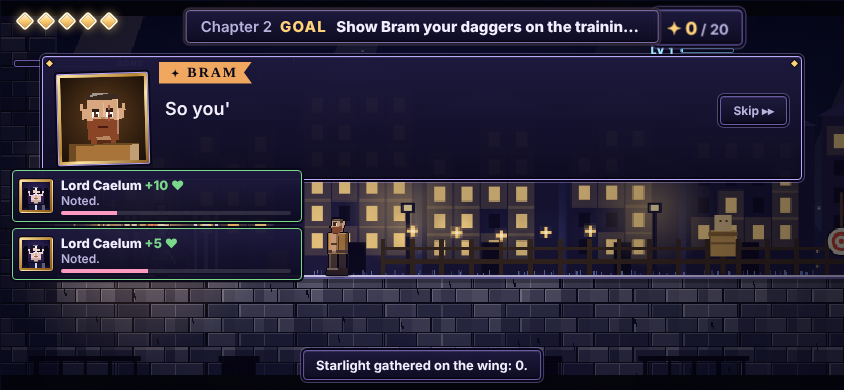 Chapter 2 GOAL Show Bram your daggers on the trainin...
0 / 20
BRAM
So you'
Skip
Lord Caelum +10
Noted.
Lord Caelum +5
Noted.
Starlight gathered on the wing: 0.